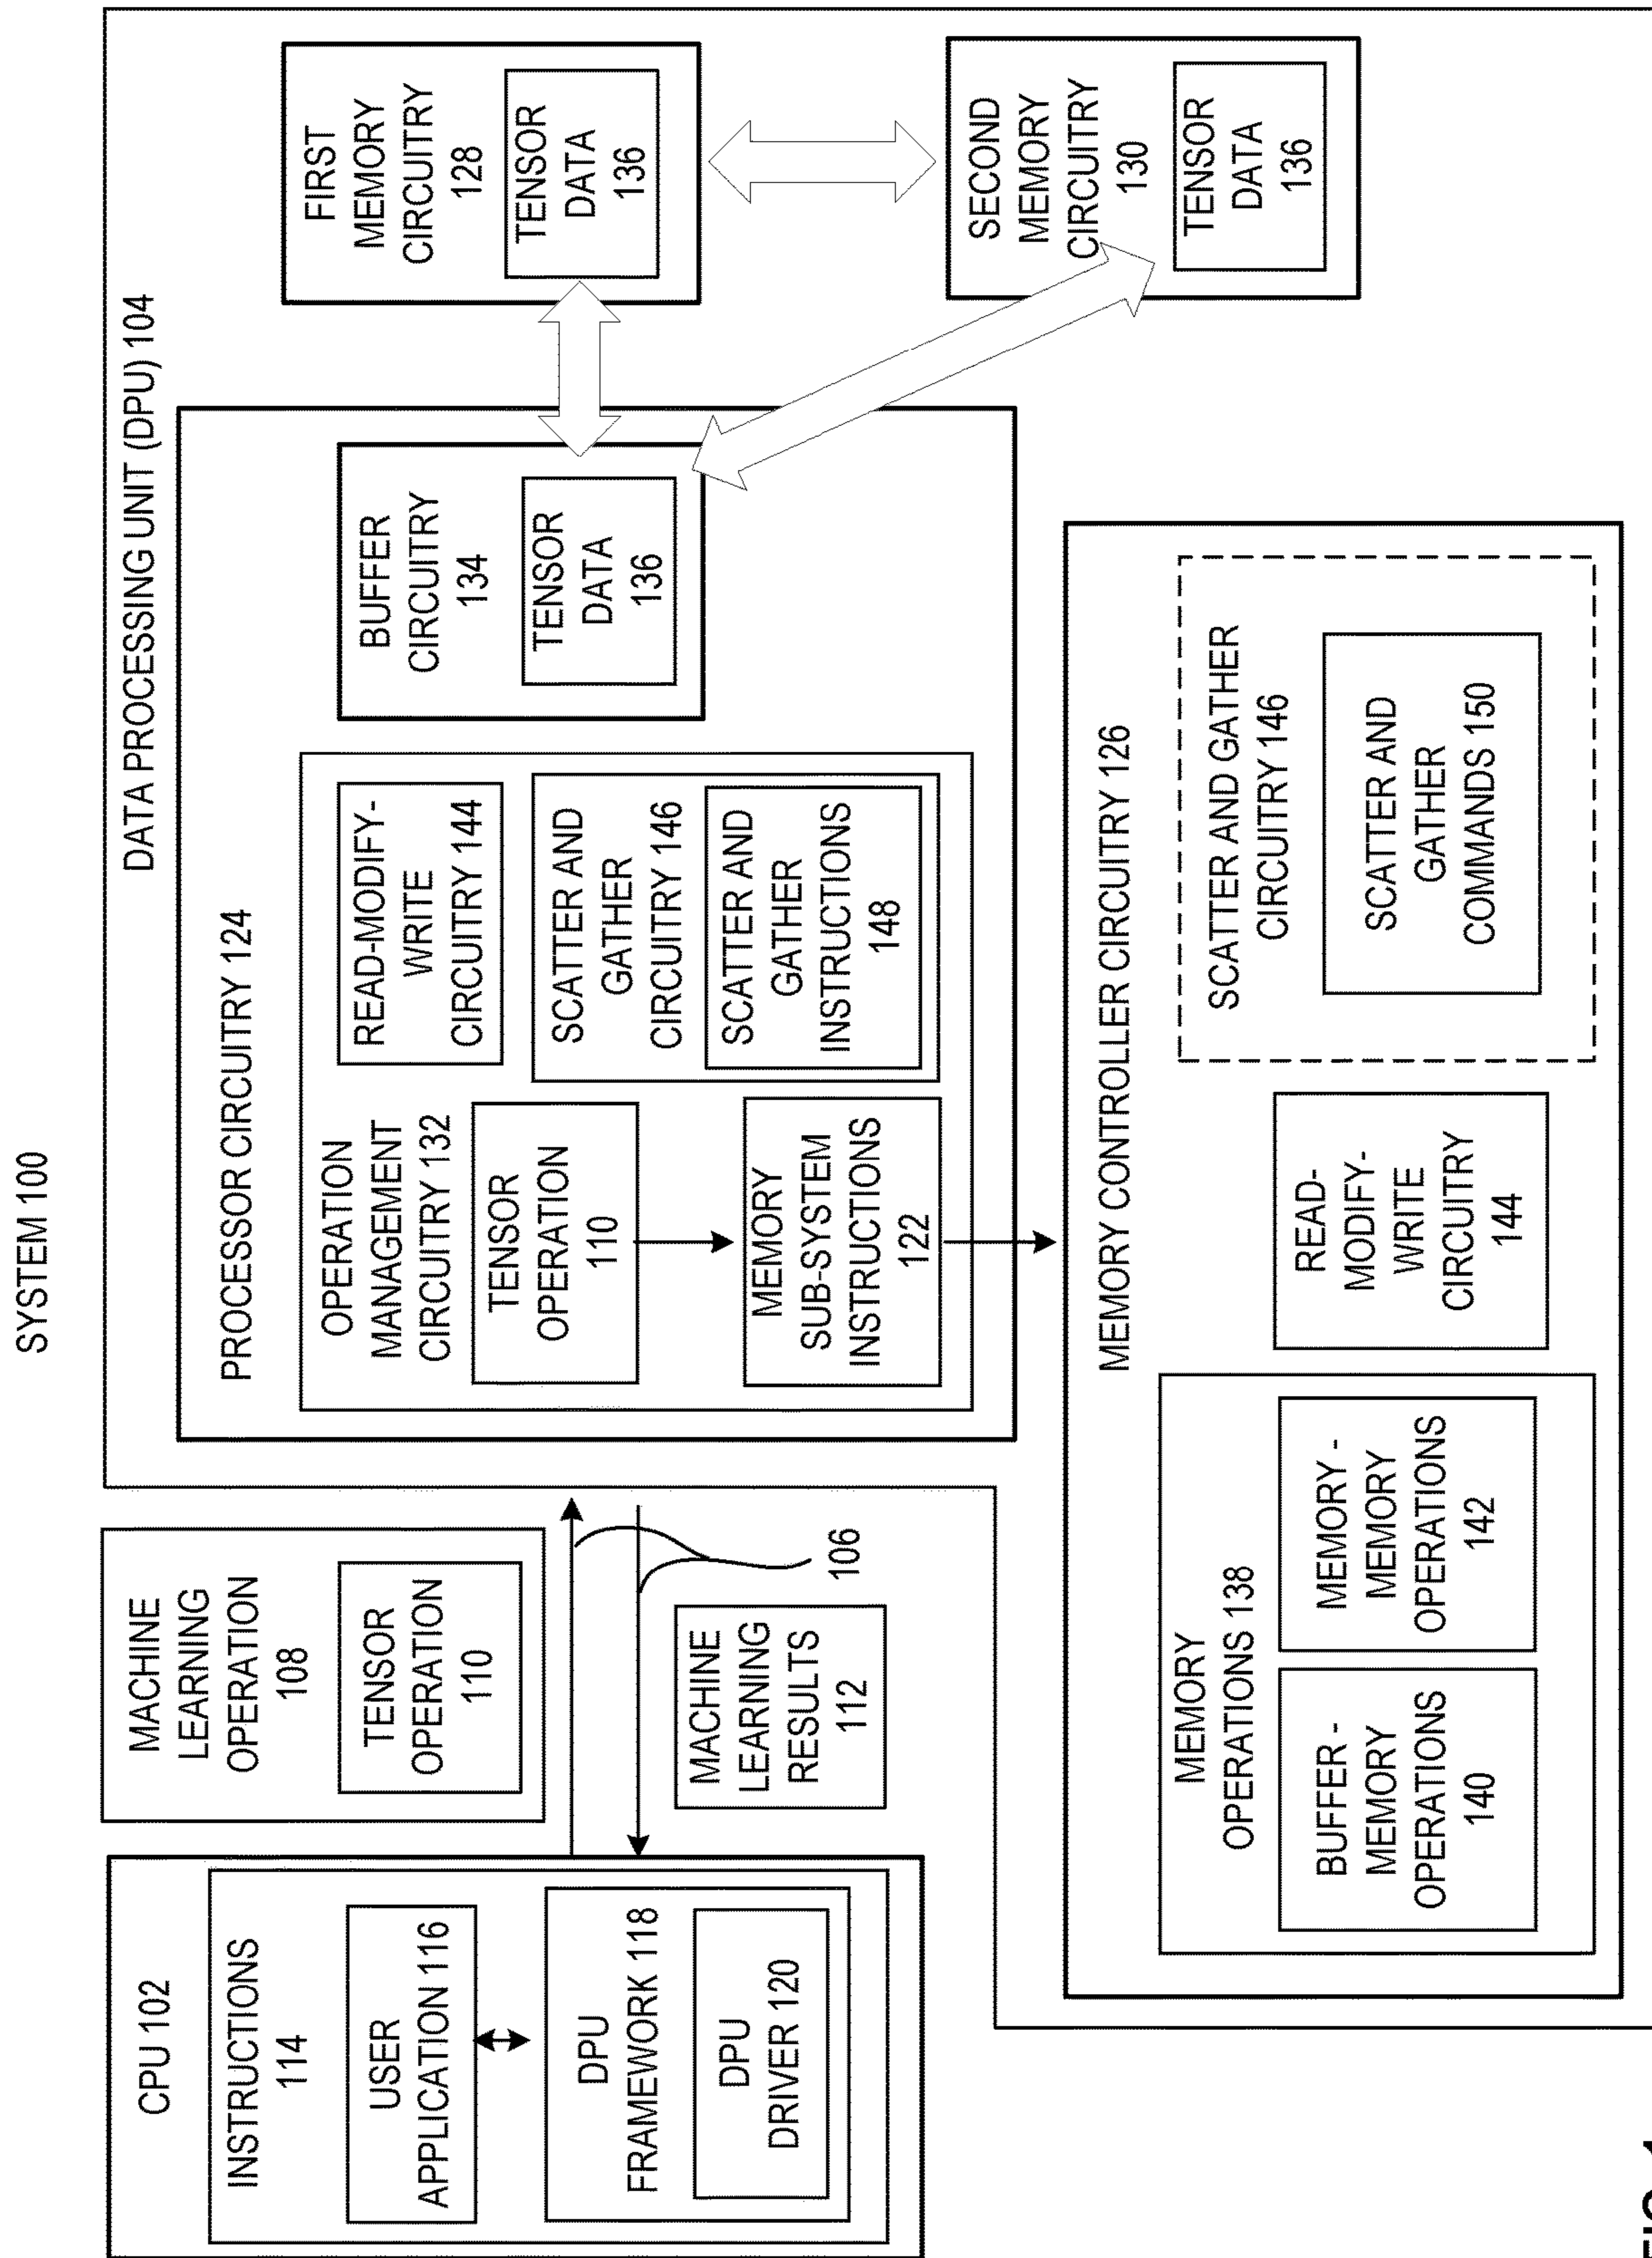 SYSTEM 100
CPU 102
INSTRUCTIONS
114
USER
APPLICATION 116
DPU
FRAMEWORK 118
DPU
DRIVER 120
MACHINE
LEARNING
OPERATION
108
TENSOR
OPERATION
110
106
MACHINE
LEARNING
RESULTS
112
DATA PROCESSING UNIT (DPU) 104
PROCESSOR CIRCUITRY 124
OPERATION
MANAGEMENT
CIRCUITRY 132
TENSOR
OPERATION
110
MEMORY
SUB-SYSTEM
INSTRUCTIONS
122
READ-MODIFY-
WRITE
CIRCUITRY 144
SCATTER AND
GATHER
CIRCUITRY 146
SCATTER AND
GATHER
INSTRUCTIONS
148
BUFFER
CIRCUITRY
134
TENSOR
DATA
136
FIRST
MEMORY
CIRCUITRY
128
TENSOR
DATA
136
SECOND
MEMORY
CIRCUITRY
130
TENSOR
DATA
136
MEMORY CONTROLLER CIRCUITRY 126
MEMORY
OPERATIONS 138
BUFFER -
MEMORY
OPERATIONS
140
MEMORY -
MEMORY
OPERATIONS
142
READ-
MODIFY-
WRITE
CIRCUITRY
144
SCATTER AND GATHER
CIRCUITRY 146
SCATTER AND
GATHER
COMMANDS 150